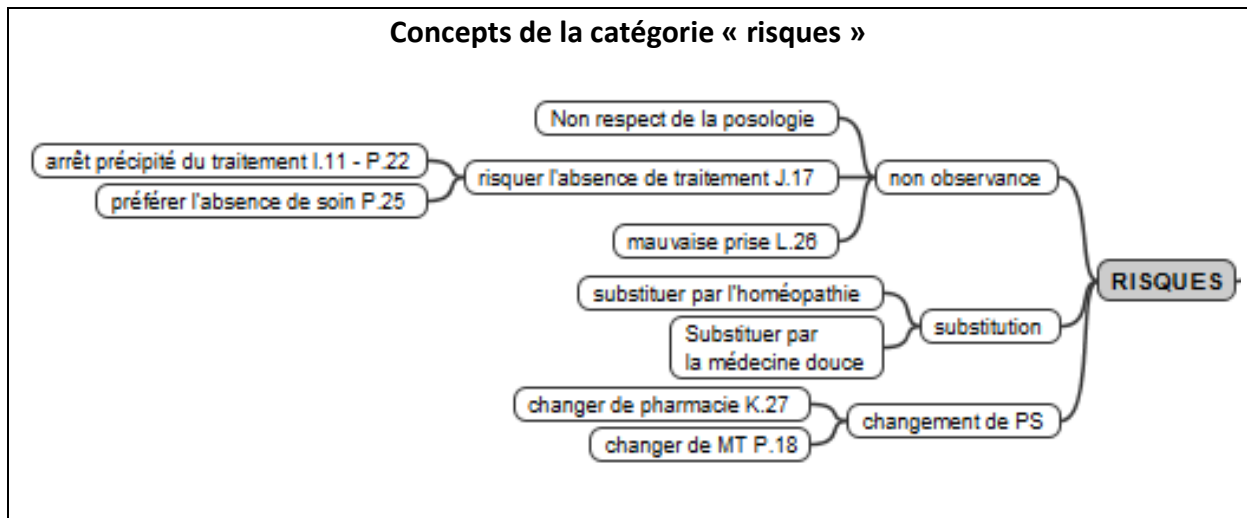 Concepts de la catégorie « risques »
Non respect de la posologie
arrêt précipité du traitement I.11 - P.22
risquer l'absence de traitement J.17
non observance
préférer l'absence de soin P.25
mauvaise prise L.26
RISQUES
substituer par l'homéopathie
substitution
Substituer par
la médecine douce
changer de pharmacie K.27
changement de PS
changer de MT P.18